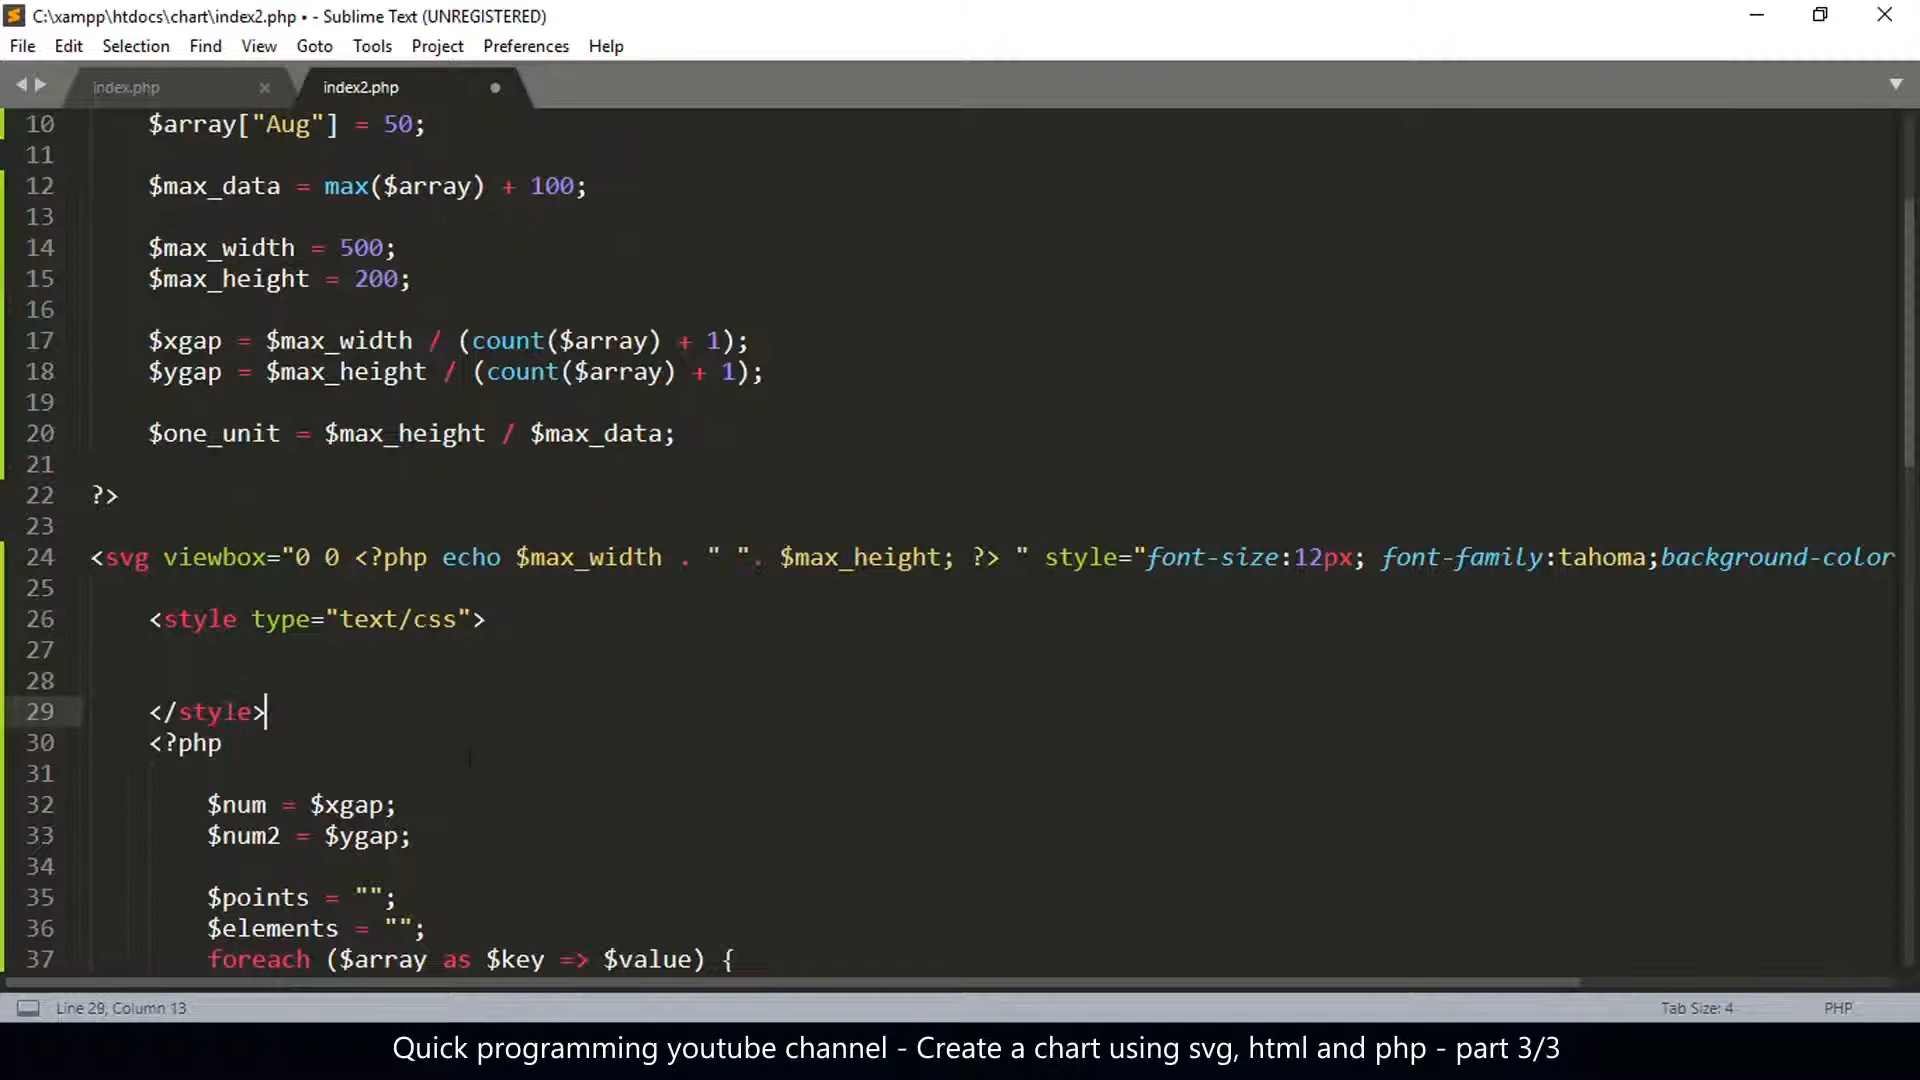 C:\xampp\htdocs\chart\index2.php • - Sublime Text (UNREGISTERED)
File Edit Selection Find View Goto Tools Project Preferences Help
index.php index2.php
10 $array["Aug"] = 50;
11
12 $max_data = max($array) + 100;
13
14 $max_width = 500;
15 $max_height = 200;
16
17 $xgap = $max_width / (count($array) + 1);
18 $ygap = $max_height / (count($array) + 1);
19
20 $one_unit = $max_height / $max_data;
21
22 ?>
23
24 <svg viewbox="0 0 <?php echo $max_width . " ". $max_height; ?> " style="font-size:12px; font-family:tahoma;background-color
25
26 <style type="text/css">
27
28
29 </style>
30 <?php
31
32 $num = $xgap;
33 $num2 = $ygap;
34
35 $points = "";
36 $elements = "";
37 foreach ($array as $key => $value) {
Line 29, Column 13 Tab Size: 4 PHP
Quick programming youtube channel - Create a chart using svg, html and php - part 3/3